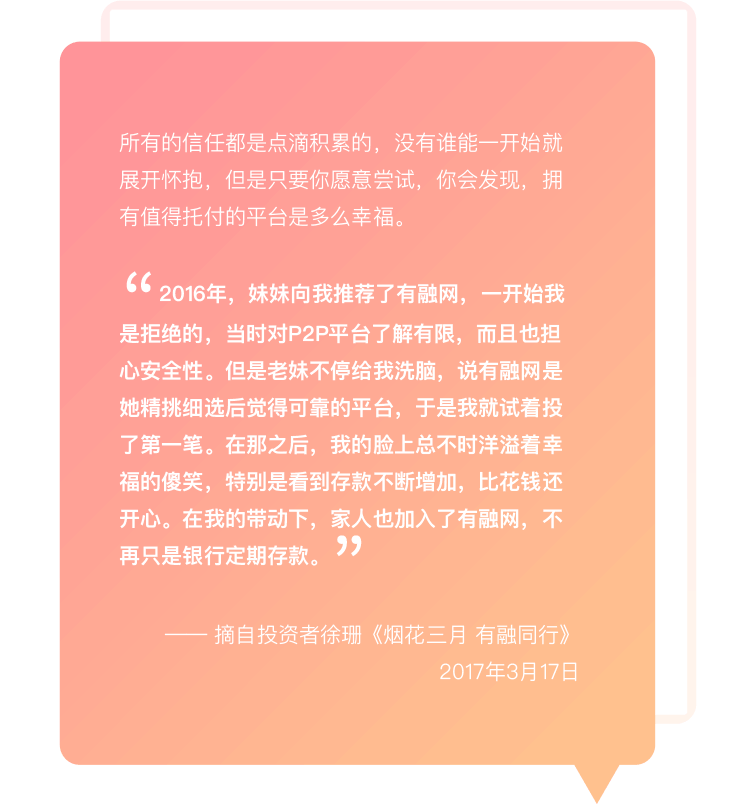 所有的信任都是点滴积累的，没有谁能一开始就
展开怀抱，但是只要你愿意尝试，你会发现，拥
有值得托付的平台是多么幸福。
“2016年，妹妹向我推荐了有融网，一开始我
是拒绝的，当时对P2P平台了解有限，而且也担
心安全性。但是老妹不停给我洗脑，说有融网是
她精挑细选后觉得可靠的平台，于是我就试着投
了第一笔。在那之后，我的脸上总不时洋溢着幸
福的傻笑，特别是看到存款不断增加，比花钱还
开心。在我的带动下，家人也加入了有融网，不
再只是银行定期存款。”
—— 摘自投资者徐珊《烟花三月 有融同行》
2017年3月17日